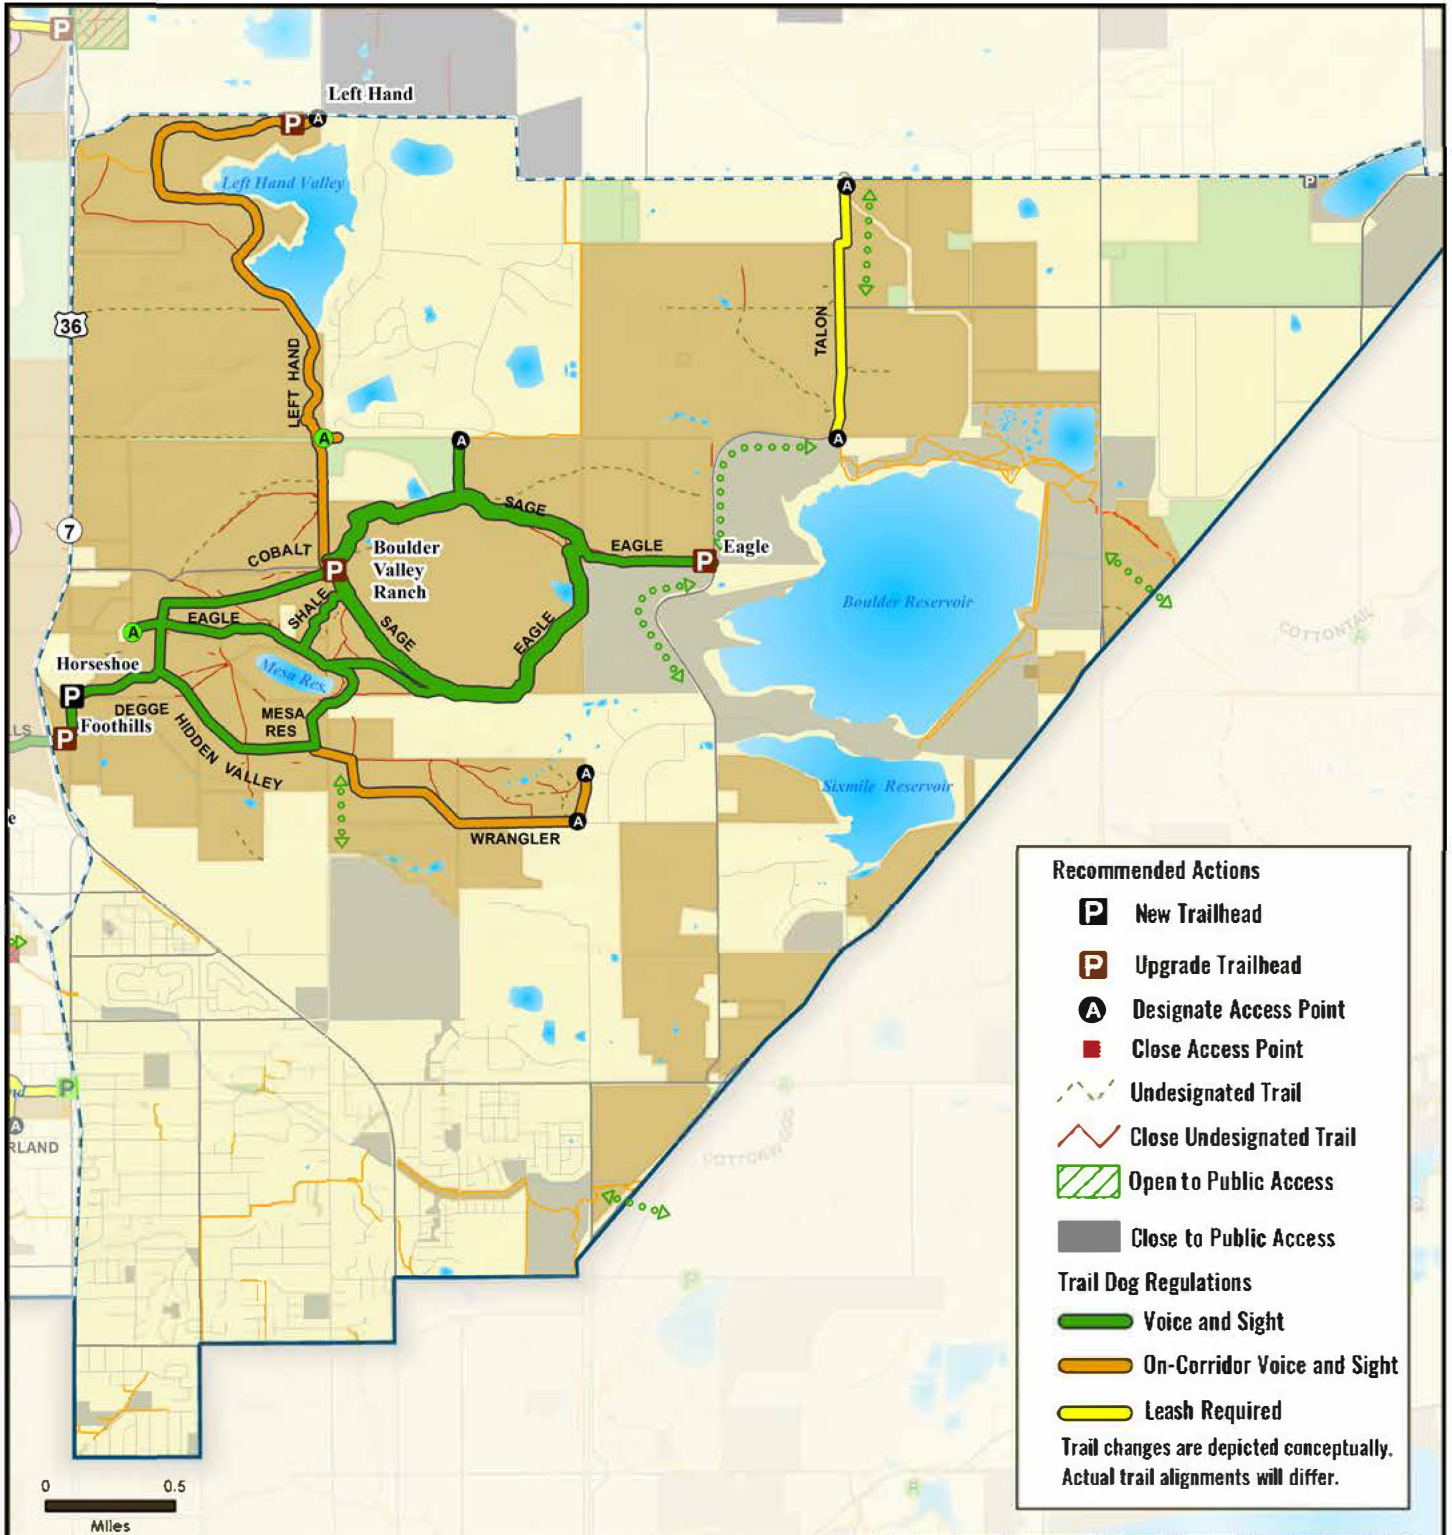 P
Left Hand
P
A
Left Hand Valley
A
P
36
LEFT HAND
TALON
A
A
A
SAGE
7
COBALT
Boulder
Valley
Ranch
P
EAGLE
P
Eagle
SHALE
EAGLE
SAGE
EAGLE
Boulder Reservoir
COTTONTAIL
A
Horseshoe
Mesa Res.
P
DEGGE
Foothills
P
MESA
RES
HIDDEN VALLEY
LS
A
Sixmile Reservoir
A
WRANGLER
e
P
A
RLAND
Recommended Actions
P New Trailhead
P Upgrade Trailhead
A Designate Access Point
Close Access Point
Undesignated Trail
Close Undesignated Trail
Open to Public Access
Close to Public Access
Trail Dog Regulations
Voice and Sight
On-Corridor Voice and Sight
Leash Required
Trail changes are depicted conceptually.
Actual trail alignments will differ.
P
0 0.5
Miles